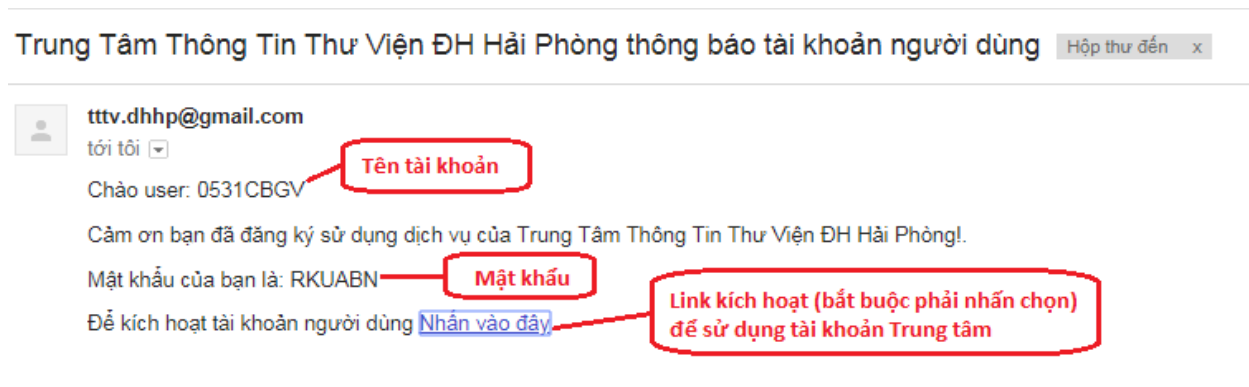 Trung Tâm Thông Tin Thư Viện ĐH Hải Phòng thông báo tài khoản người dùng Hộp thư đến x
tttv.dhhp@gmail.com
tới tôi
Tên tài khoản
Chào user: 0531CBGV
Cảm ơn bạn đã đăng ký sử dụng dịch vụ của Trung Tâm Thông Tin Thư Viện ĐH Hải Phòng!.
Mật khẩu của bạn là: RKUABN
Mật khẩu
Link kích hoạt (bắt buộc phải nhấn chọn)
để sử dụng tài khoản Trung tâm
Để kích hoạt tài khoản người dùng Nhấn vào đây